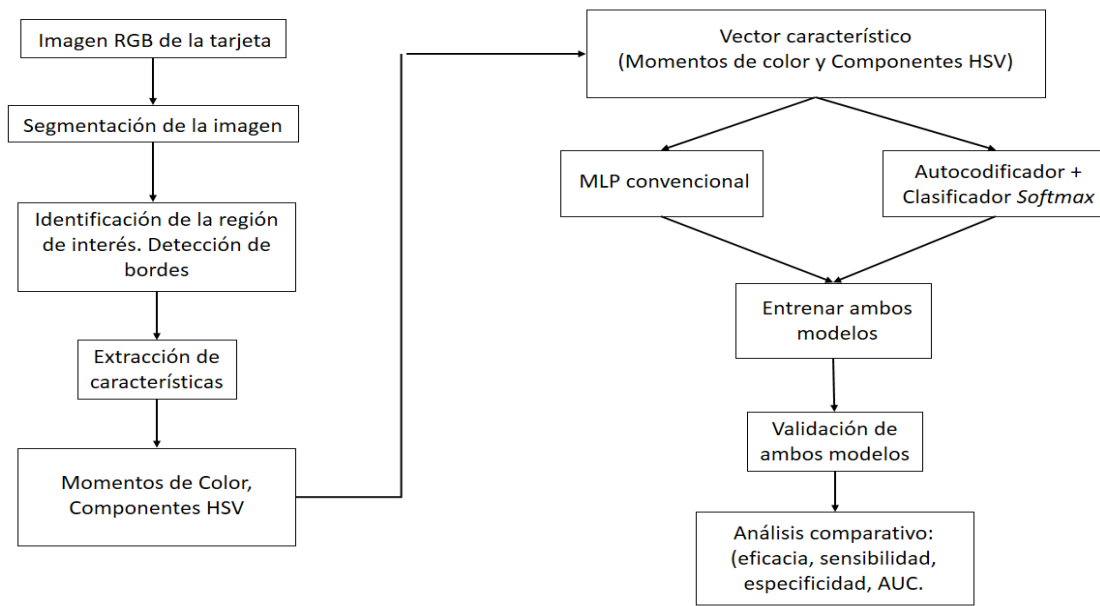 Imagen RGB de la tarjeta
Segmentación de la imagen
Identificación de la región
de interés. Detección de
bordes
Extracción de
características
Momentos de Color,
Componentes HSV
Vector característico
(Momentos de color y Componentes HSV)
MLP convencional
Autocodificador +
Clasificador Softmax
Entrenar ambos
modelos
Validación de
ambos modelos
Análisis comparativo:
(eficacia, sensibilidad,
especificidad, AUC.